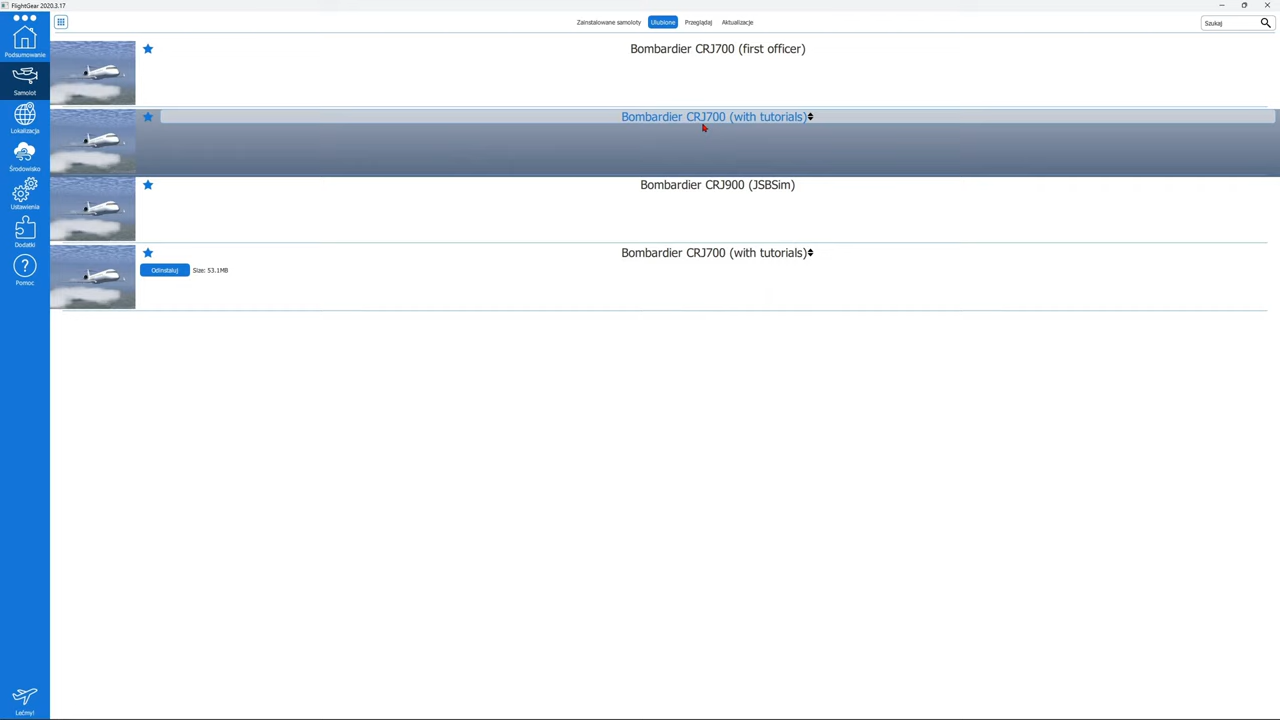 FlightGear 2020.3.17
Podsumowanie
Samolot
Lokalizacja
Środowisko
Ustawienia
Dodatki
Pomoc
Lećmy!
Zainstalowane samoloty
Ulubione
Przeglądaj
Aktualizacje
Szukaj
Bombardier CRJ700 (first officer)
Bombardier CRJ700 (with tutorials)
Bombardier CRJ900 (JSBSim)
Bombardier CRJ700 (with tutorials)
Odinstaluj
Size: 53.1MB